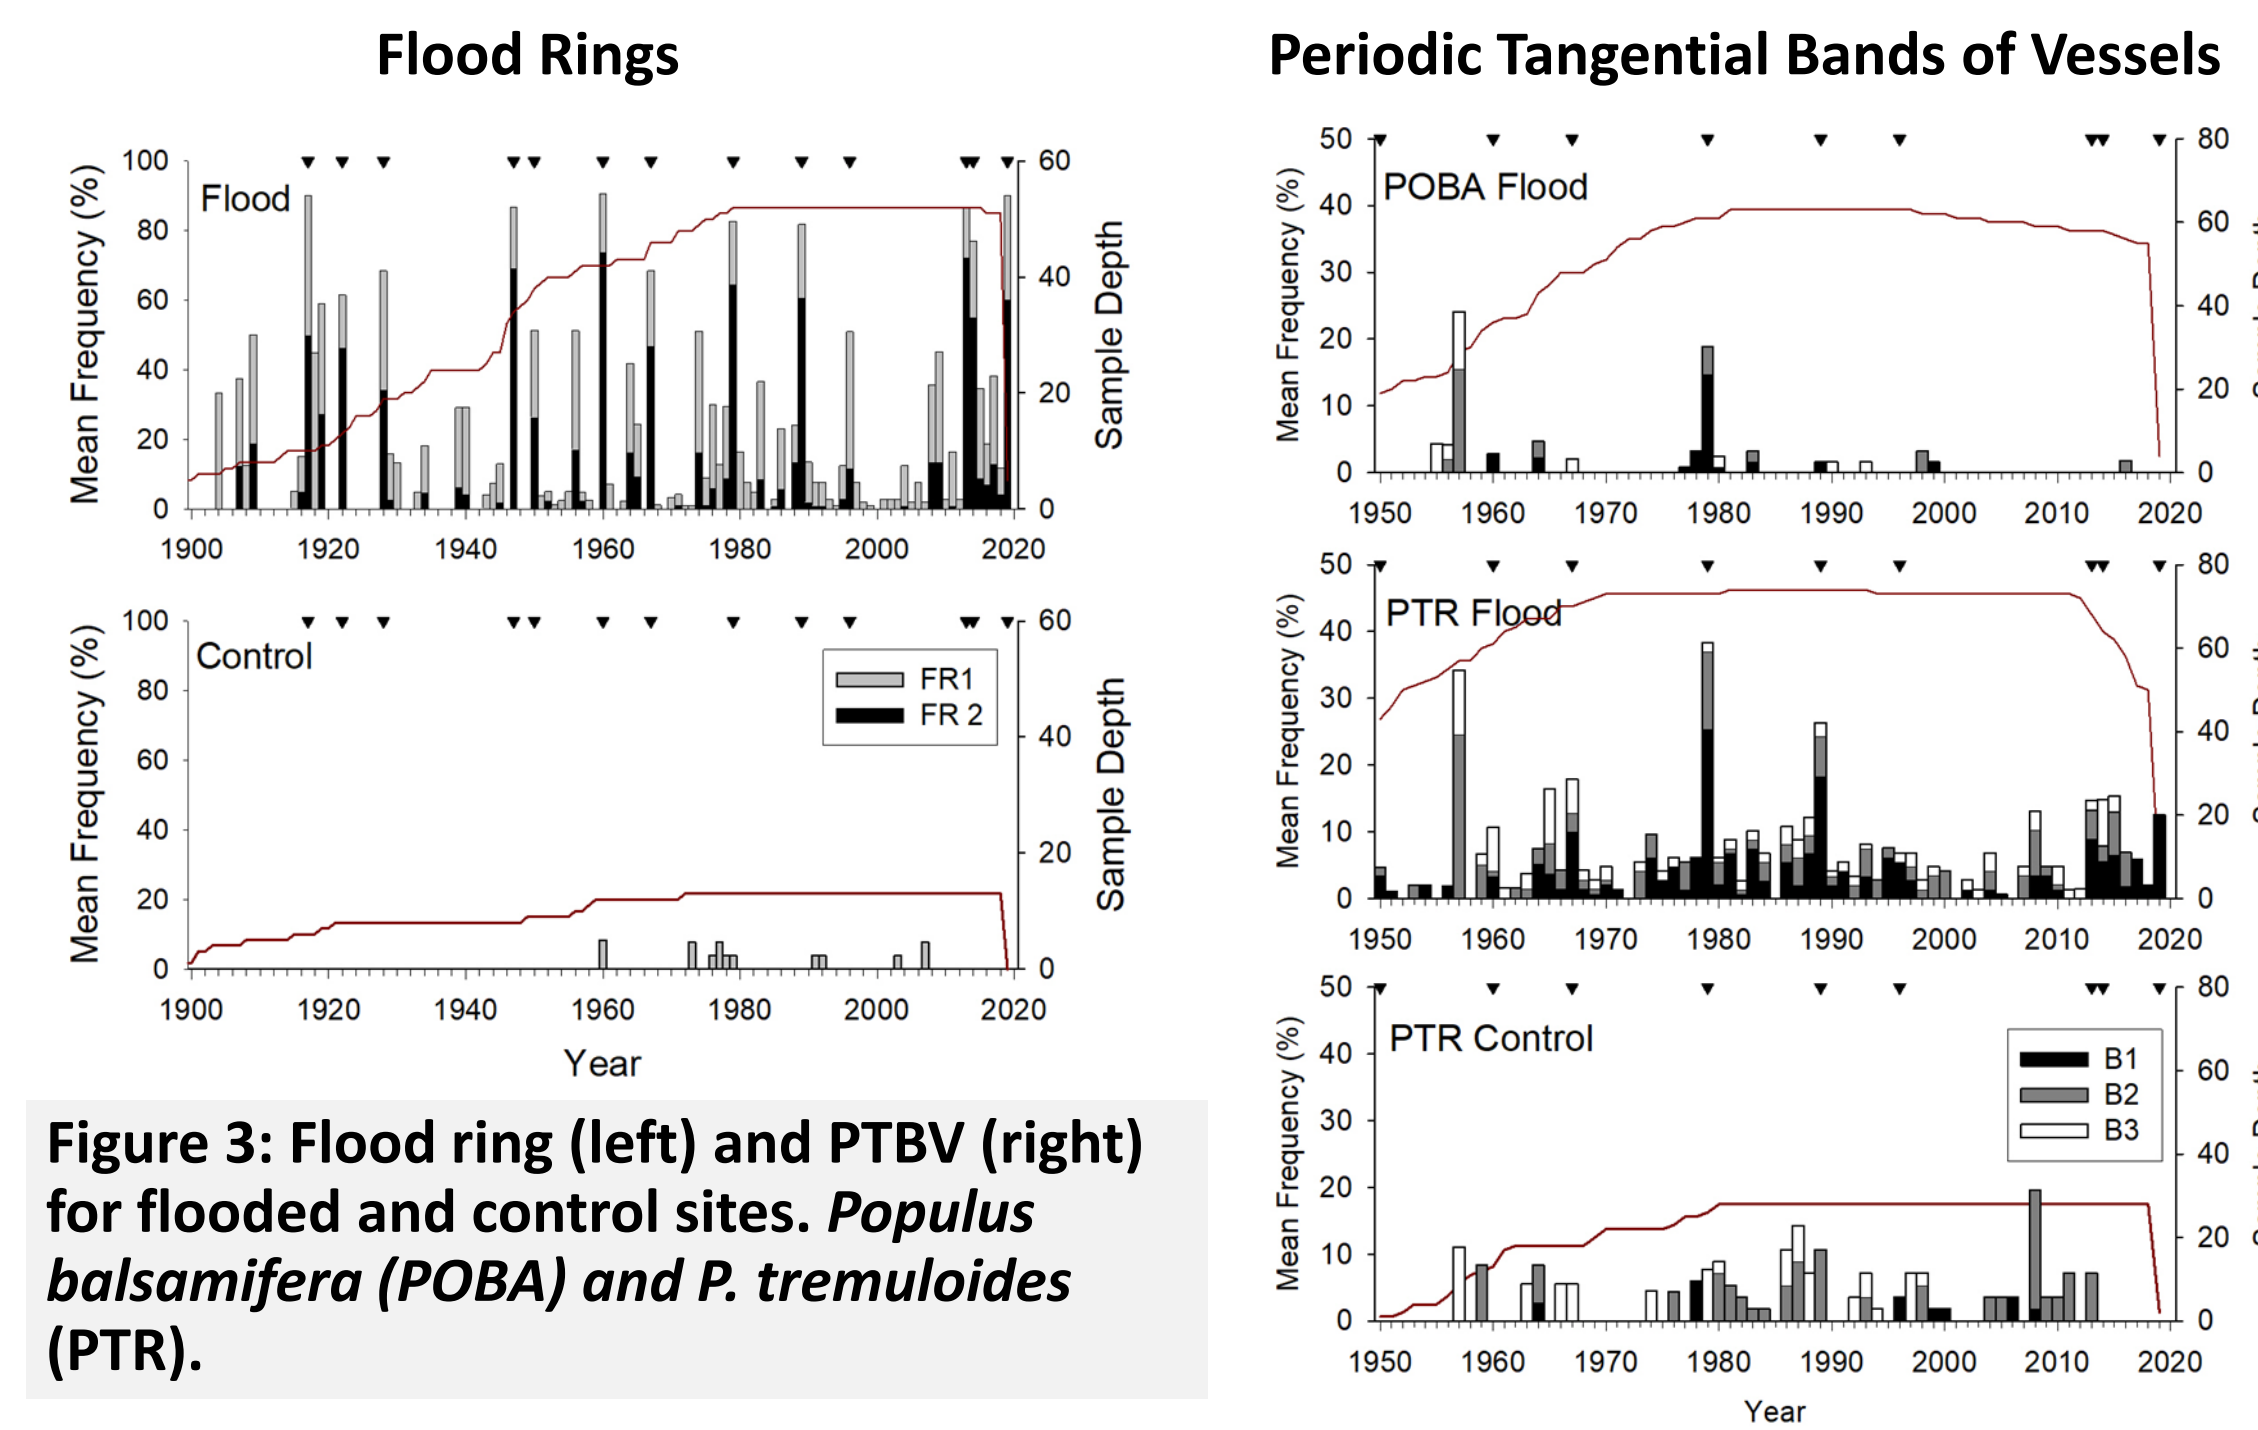 Flood Rings
Mean Frequency (%)
100
80
60
40
20
0
Flood
60
40
20
0
Sample Depth
1900 1920 1940 1960 1980 2000 2020
Mean Frequency (%)
100
80
60
40
20
0
Control
FR1
FR 2
60
40
20
0
Sample Depth
1900 1920 1940 1960 1980 2000 2020
Year
Figure 3: Flood ring (left) and PTBV (right)
for flooded and control sites. Populus
balsamifera (POBA) and P. tremuloides
(PTR).
Periodic Tangential Bands of Vessels
Mean Frequency (%)
50
40
30
20
10
0
POBA Flood
80
60
40
20
0
1950 1960 1970 1980 1990 2000 2010 2020
Mean Frequency (%)
50
40
30
20
10
0
PTR Flood
80
60
40
20
0
1950 1960 1970 1980 1990 2000 2010 2020
Mean Frequency (%)
50
40
30
20
10
0
PTR Control
B1
B2
B3
80
60
40
20
0
1950 1960 1970 1980 1990 2000 2010 2020
Year